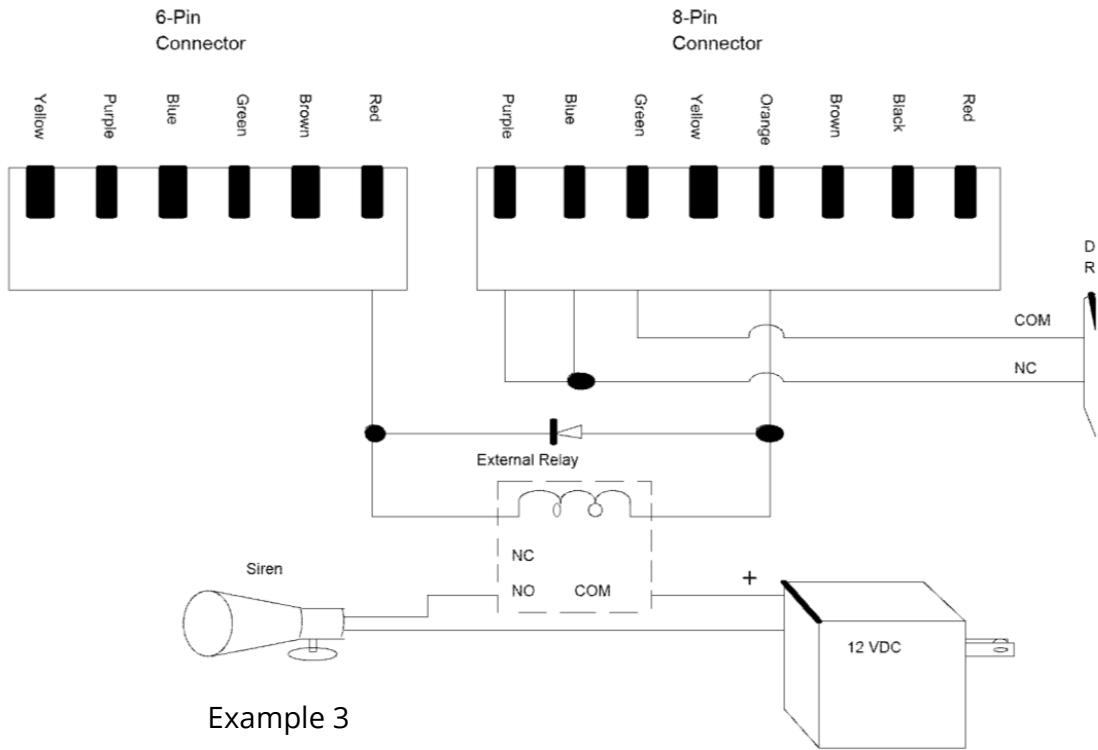 6-Pin
Connector
8-Pin
Connector
Yellow
Purple
Blue
Green
Brown
Red
Purple
Blue
Green
Yellow
Orange
Brown
Black
Red
D
R
COM
NC
External Relay
NC
NO COM
Siren
+
12 VDC
Example 3